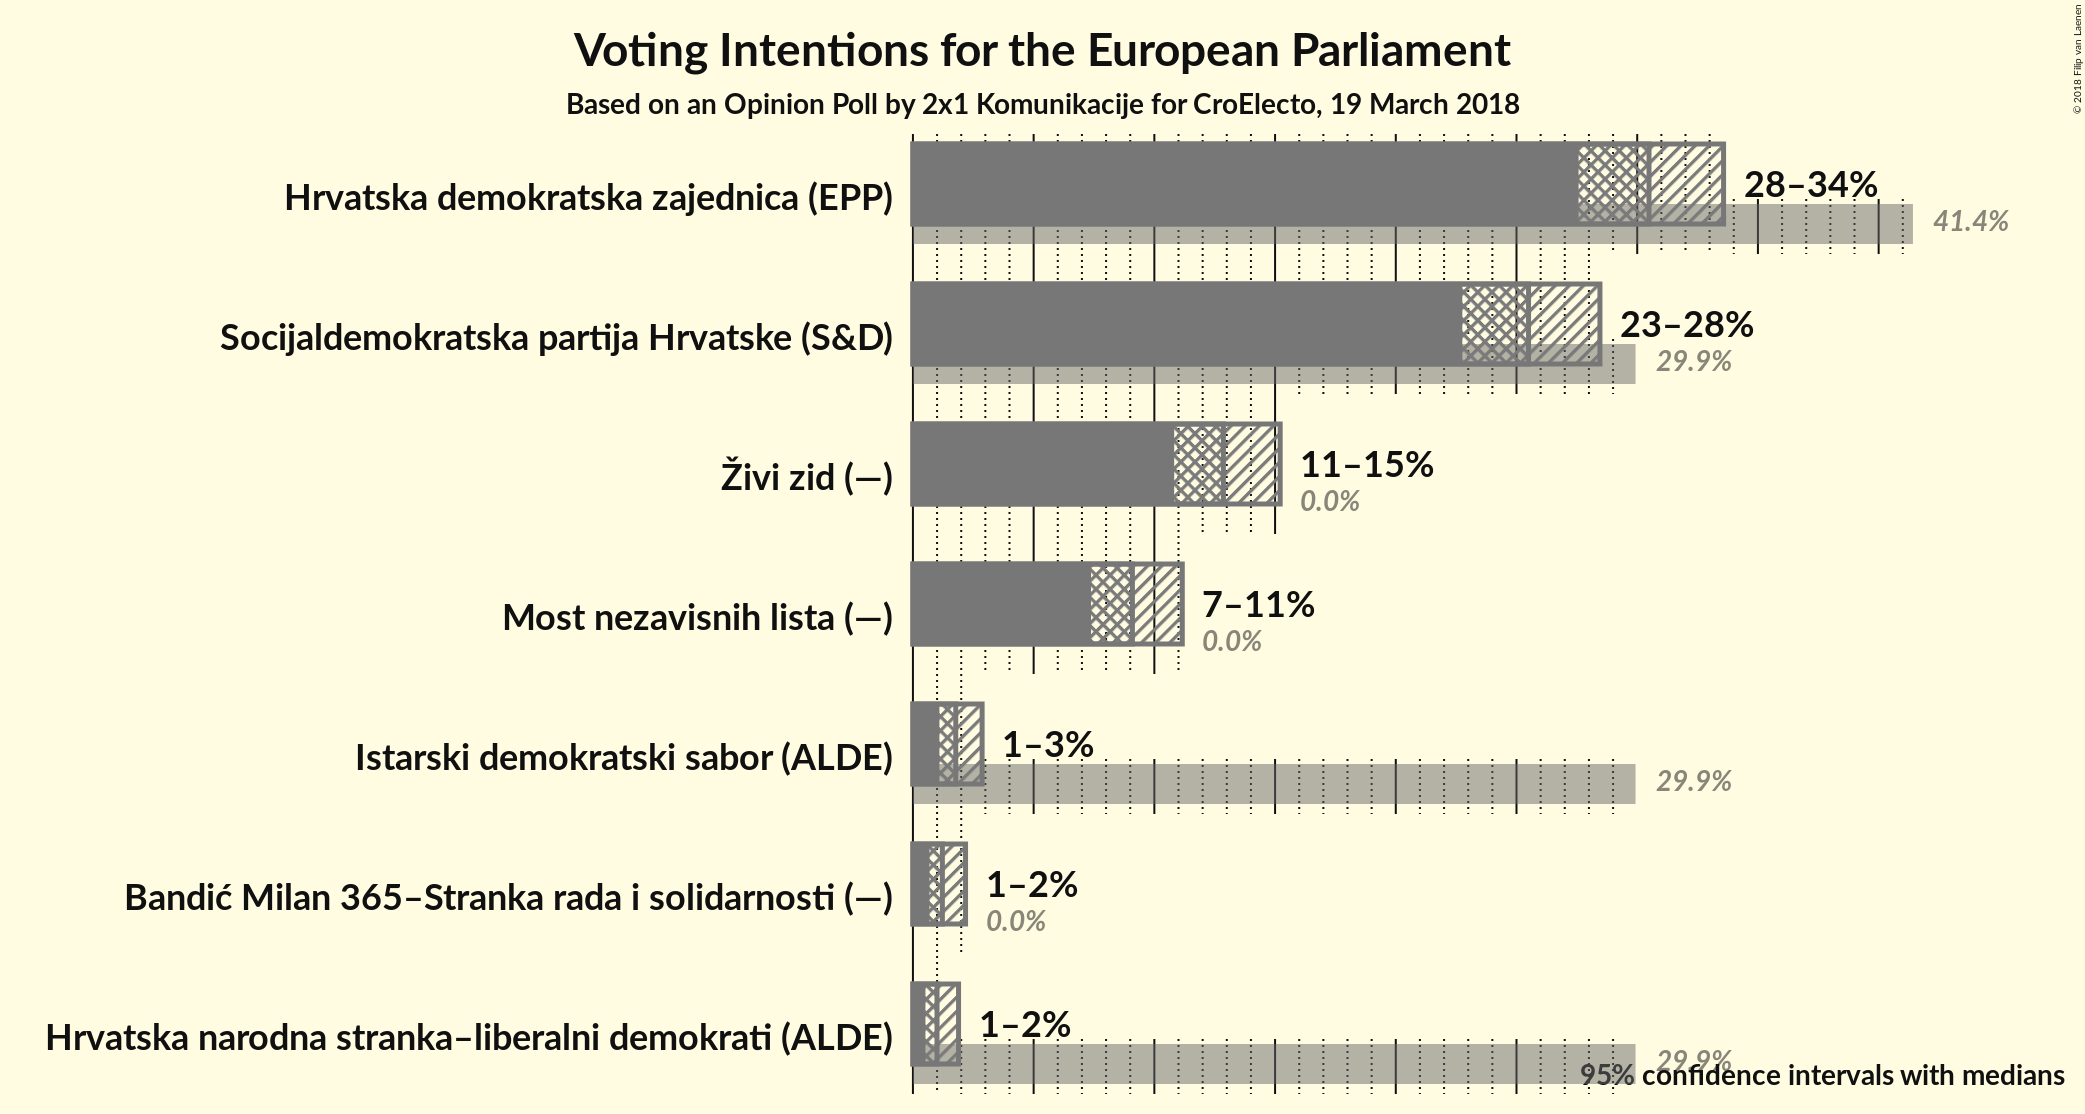 Voting Intentions for the European Parliament
Based on an Opinion Poll by 2x1 Komunikacije for CroElecto, 19 March 2018
© 2018 Filip van Laenen
Hrvatska demokratska zajednica (EPP)
28–34%
41.4%
Socijaldemokratska partija Hrvatske (S&D)
23–28%
29.9%
Živi zid (—)
11–15%
0.0%
Most nezavisnih lista (—)
7–11%
0.0%
Istarski demokratski sabor (ALDE)
1–3%
29.9%
Bandić Milan 365–Stranka rada i solidarnosti (—)
1–2%
0.0%
Hrvatska narodna stranka–liberalni demokrati (ALDE)
1–2%
29.9%
95% confidence intervals with medians